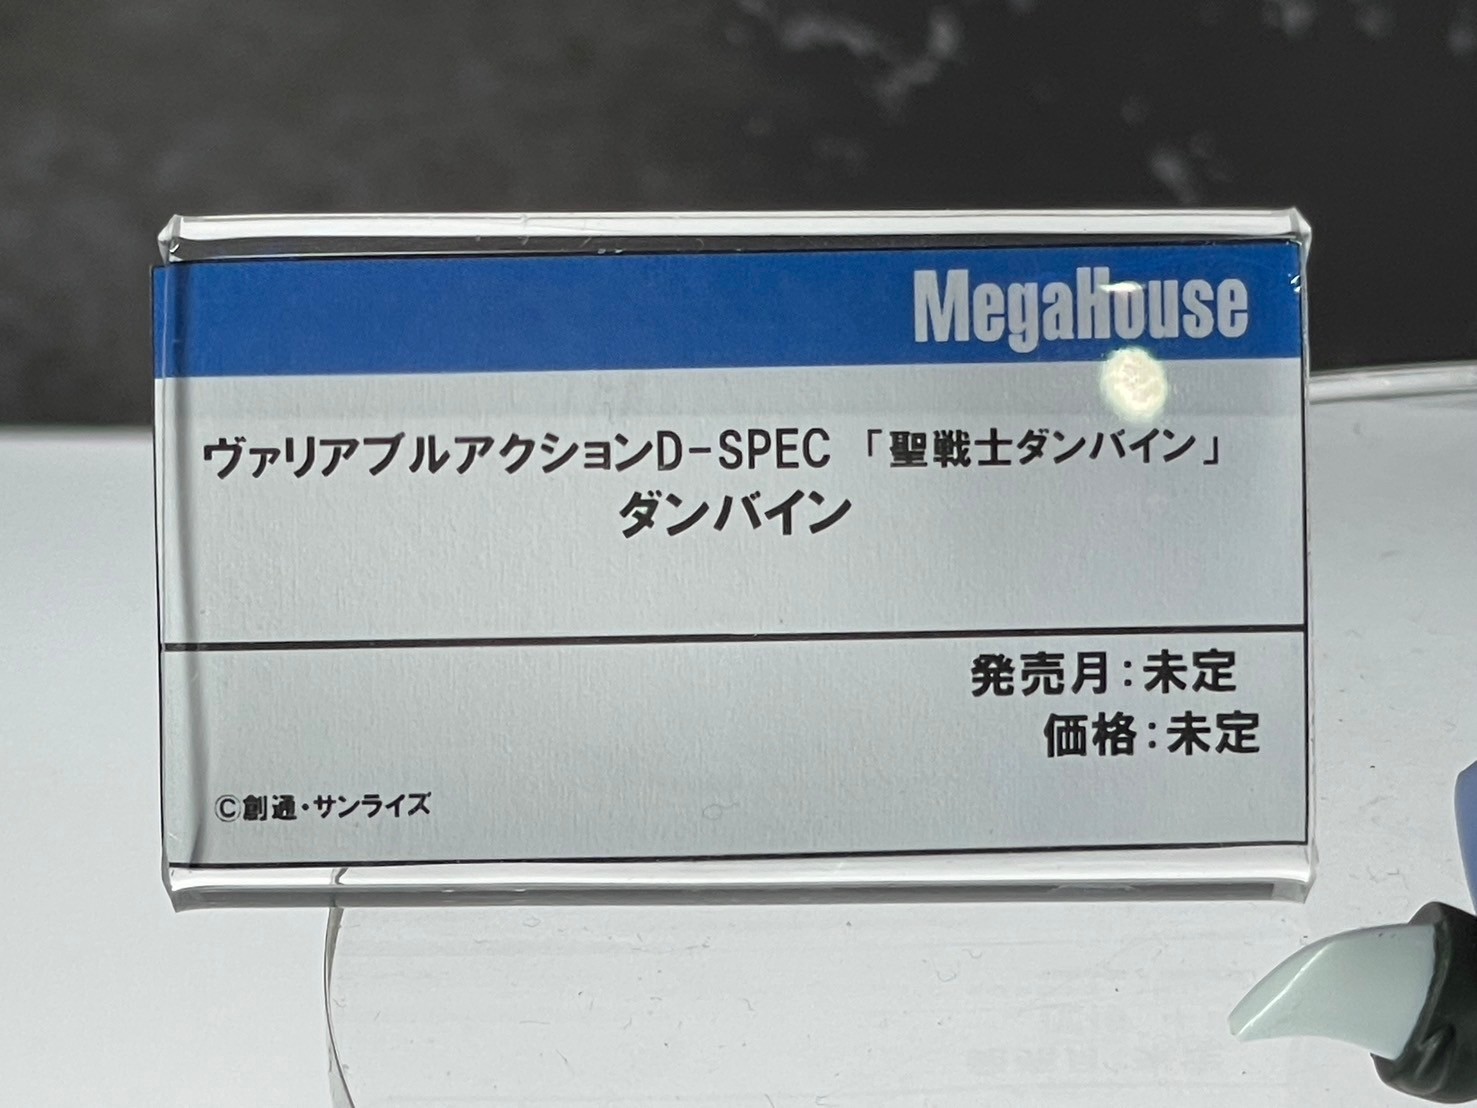 MegaHouse
ヴァリアブルアクションD-SPEC「聖戦士ダンバイン」
ダンバイン
発売月：未定
価格：未定
©創通・サンライズ